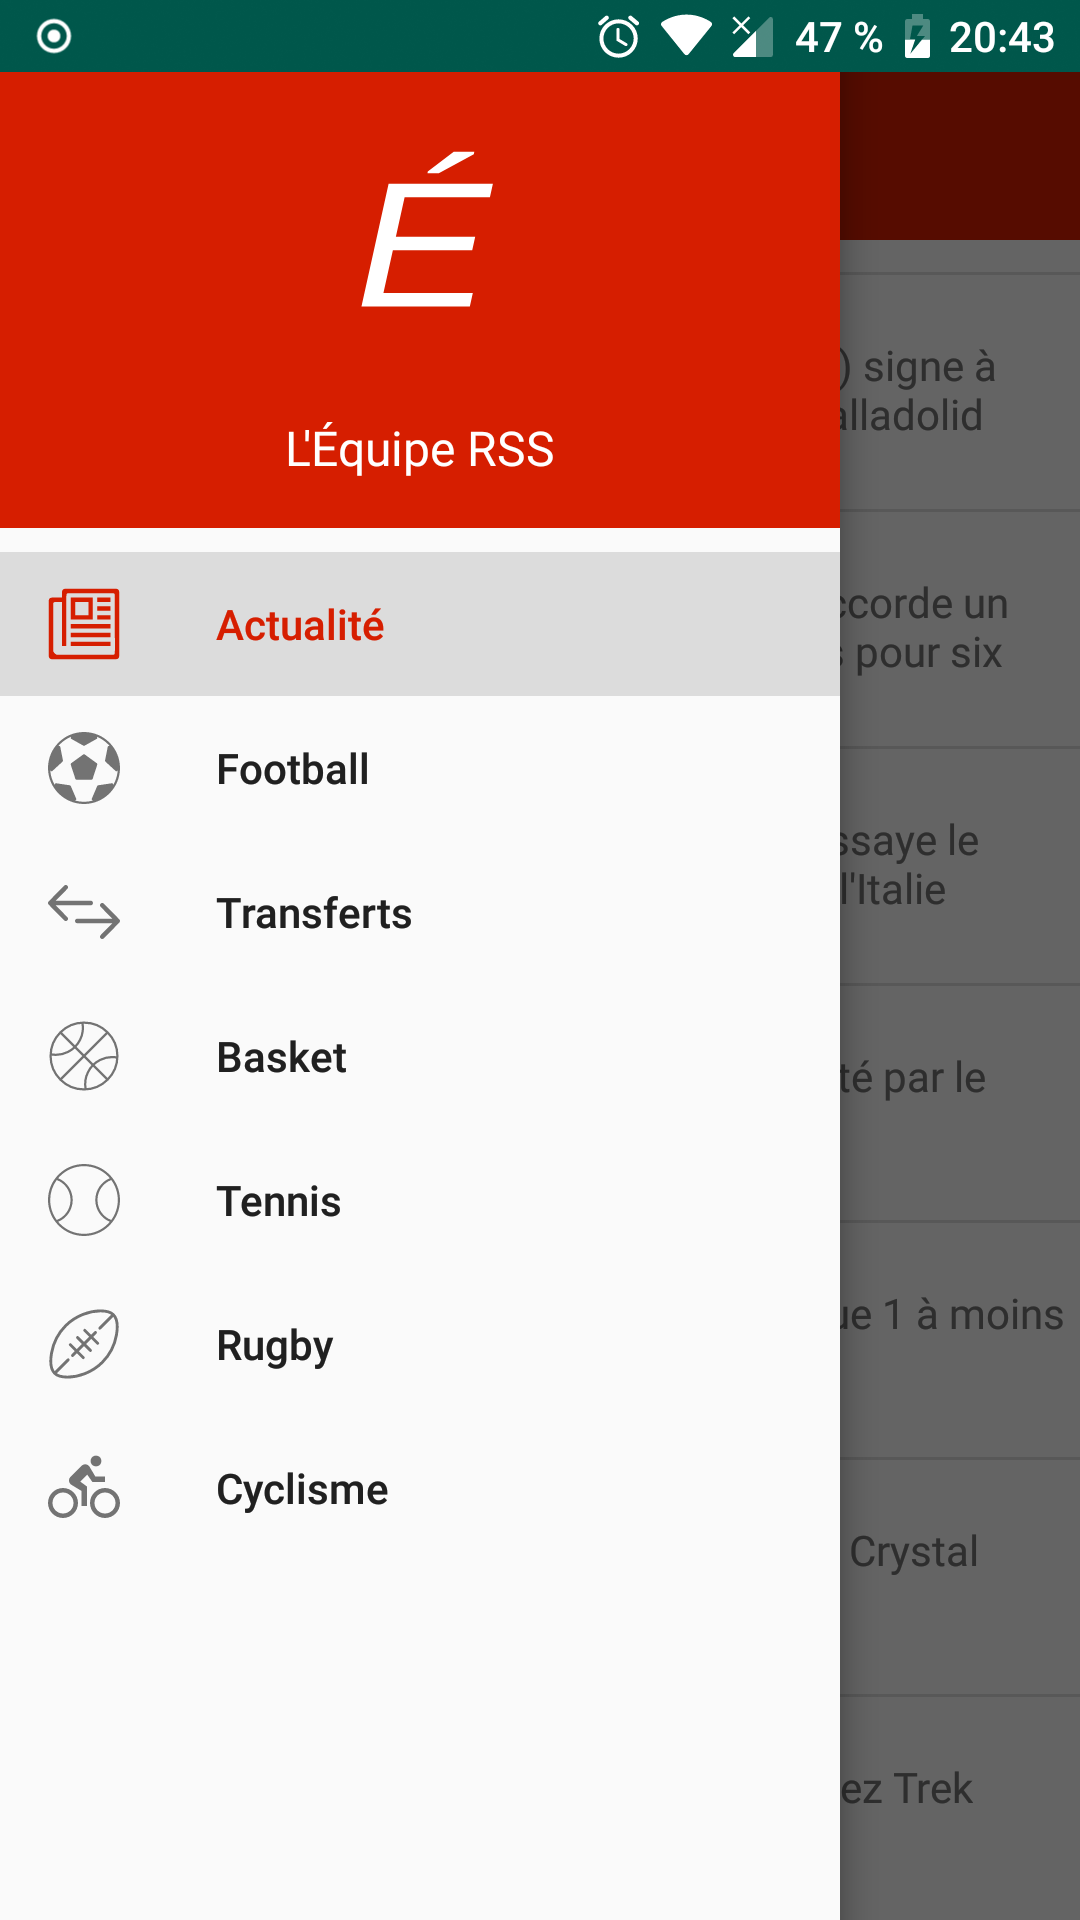 47 % 20:43
É
L'Équipe RSS
Actualité
Football
Transferts
Basket
Tennis
Rugby
Cyclisme
) signe à
alladolid
ccorde un
pour six
ssaye le
l'Italie
té par le
ue 1 à moins
Crystal
ez Trek